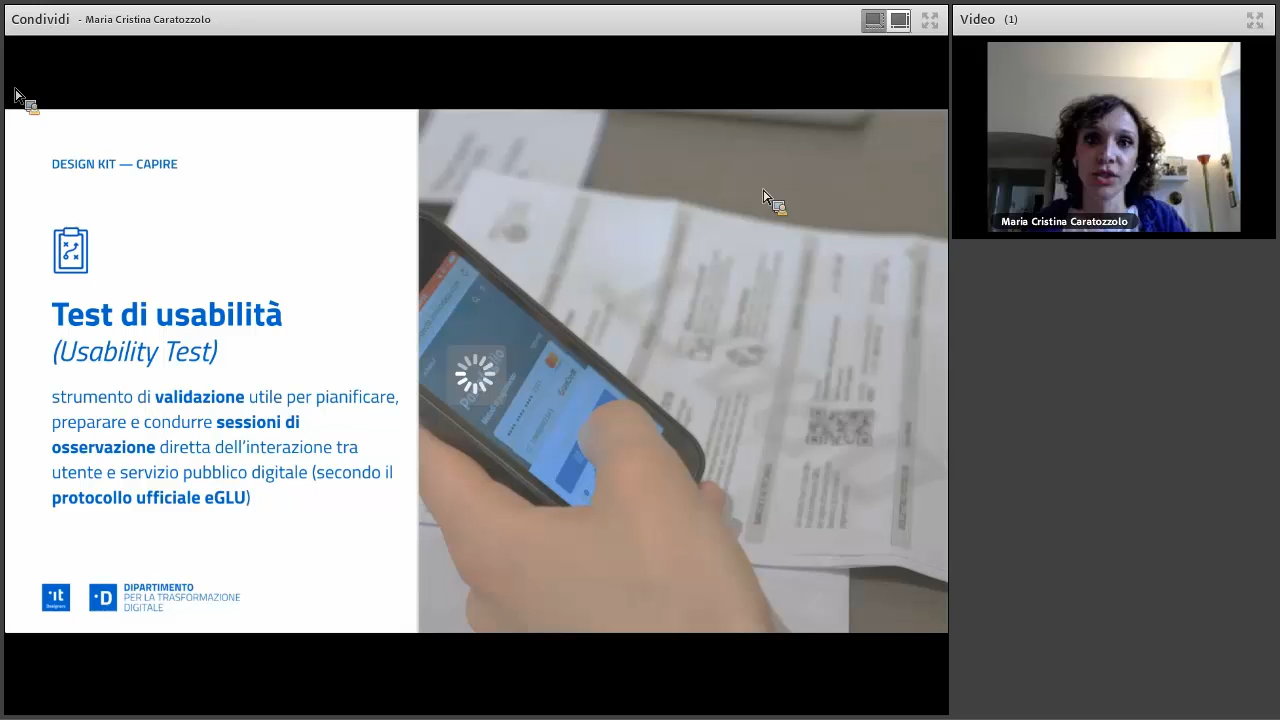 Condividi - Maria Cristina Caratozzolo
Video (1)
Maria Cristina Caratozzolo
DESIGN KIT — CAPIRE
Test di usabilità
(Usability Test)
strumento di validazione utile per pianificare,
preparare e condurre sessioni di
osservazione diretta dell'interazione tra
utente e servizio pubblico digitale (secondo il
protocollo ufficiale eGLU)
·it
Designers
·D
DIPARTIMENTO
PER LA TRASFORMAZIONE
DIGITALE